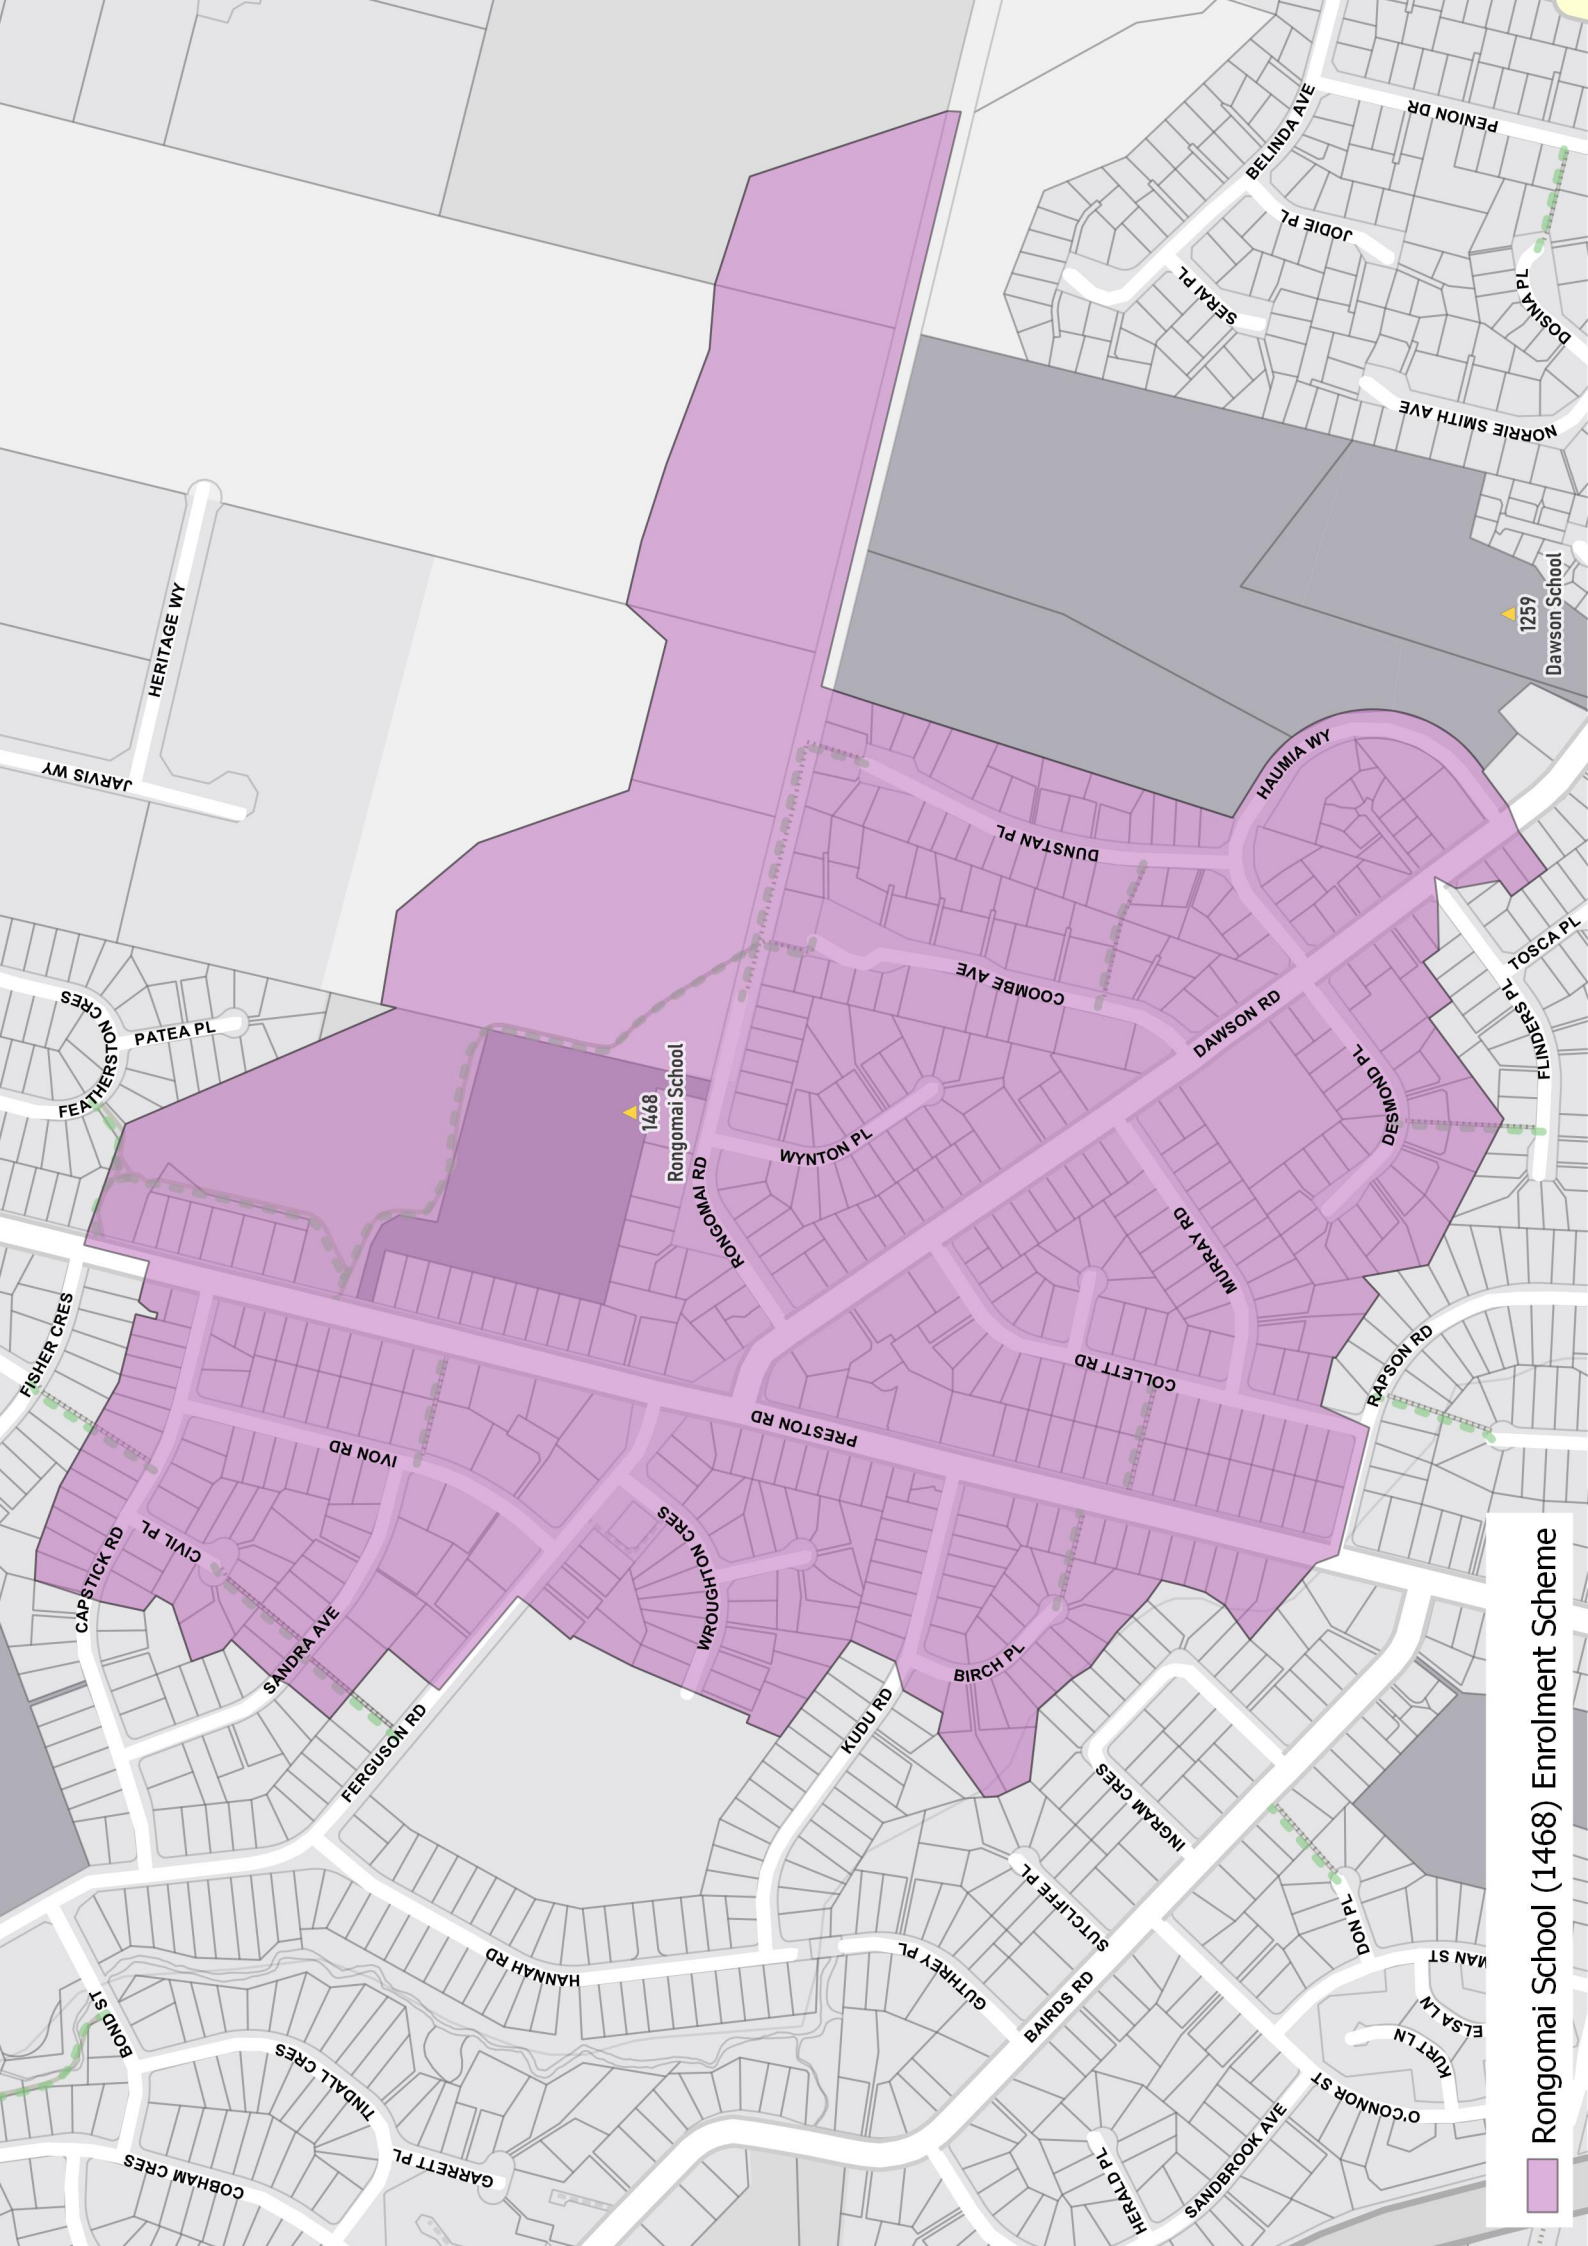 PENION DR
BELINDA AVE
JODIE PL
SERAI PL
DOSINA PL
NORRIE SMITH AVE
HERITAGE WY
JARVIS WY
1259
Dawson School
HAUMIA WY
DUNSTAN PL
COOMBE AVE
DAWSON RD
TOSCA PL
FLINDERS PL
DESMOND PL
FEATHERSTON CRES
PATEA PL
1468
Rongomai School
WYNTON PL
RONGOMAI RD
MURRAY RD
COLLETT RD
RAPSON RD
FISHER CRES
PRESTON RD
IVON RD
CIVIL PL
CAPSTICK RD
SANDRA AVE
WROUGHTON CRES
BIRCH PL
FERGUSON RD
KUDU RD
INGRAM CRES
SUTCLIFFE PL
HANNAH RD
GUTHREY PL
BAIRDS RD
DON PL
MAN ST
ELSA LN
KURT LN
O'CONNOR ST
SANDBROOK AVE
HERALD PL
BOND ST
TINDALL CRES
GARRETT PL
COBHAM CRES
Rongomai School (1468) Enrolment Scheme